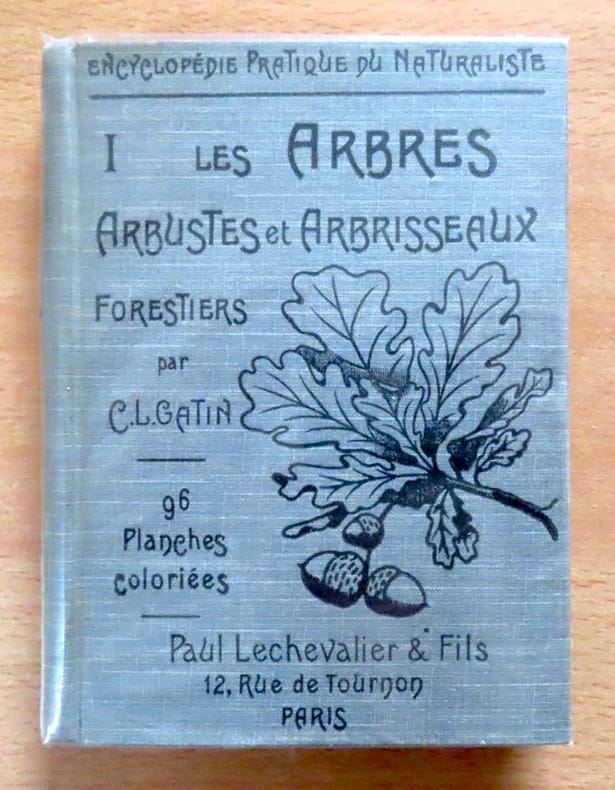 ENCYCLOPÉDIE PRATIQUE DU NATURALISTE
I LES ARBRES
ARBUSTES et ARBRISSEAUX
FORESTIERS
par
C.L.GATIN
96
Planches
coloriées
Paul Lechevalier & Fils
12, Rue de Tournon
PARIS